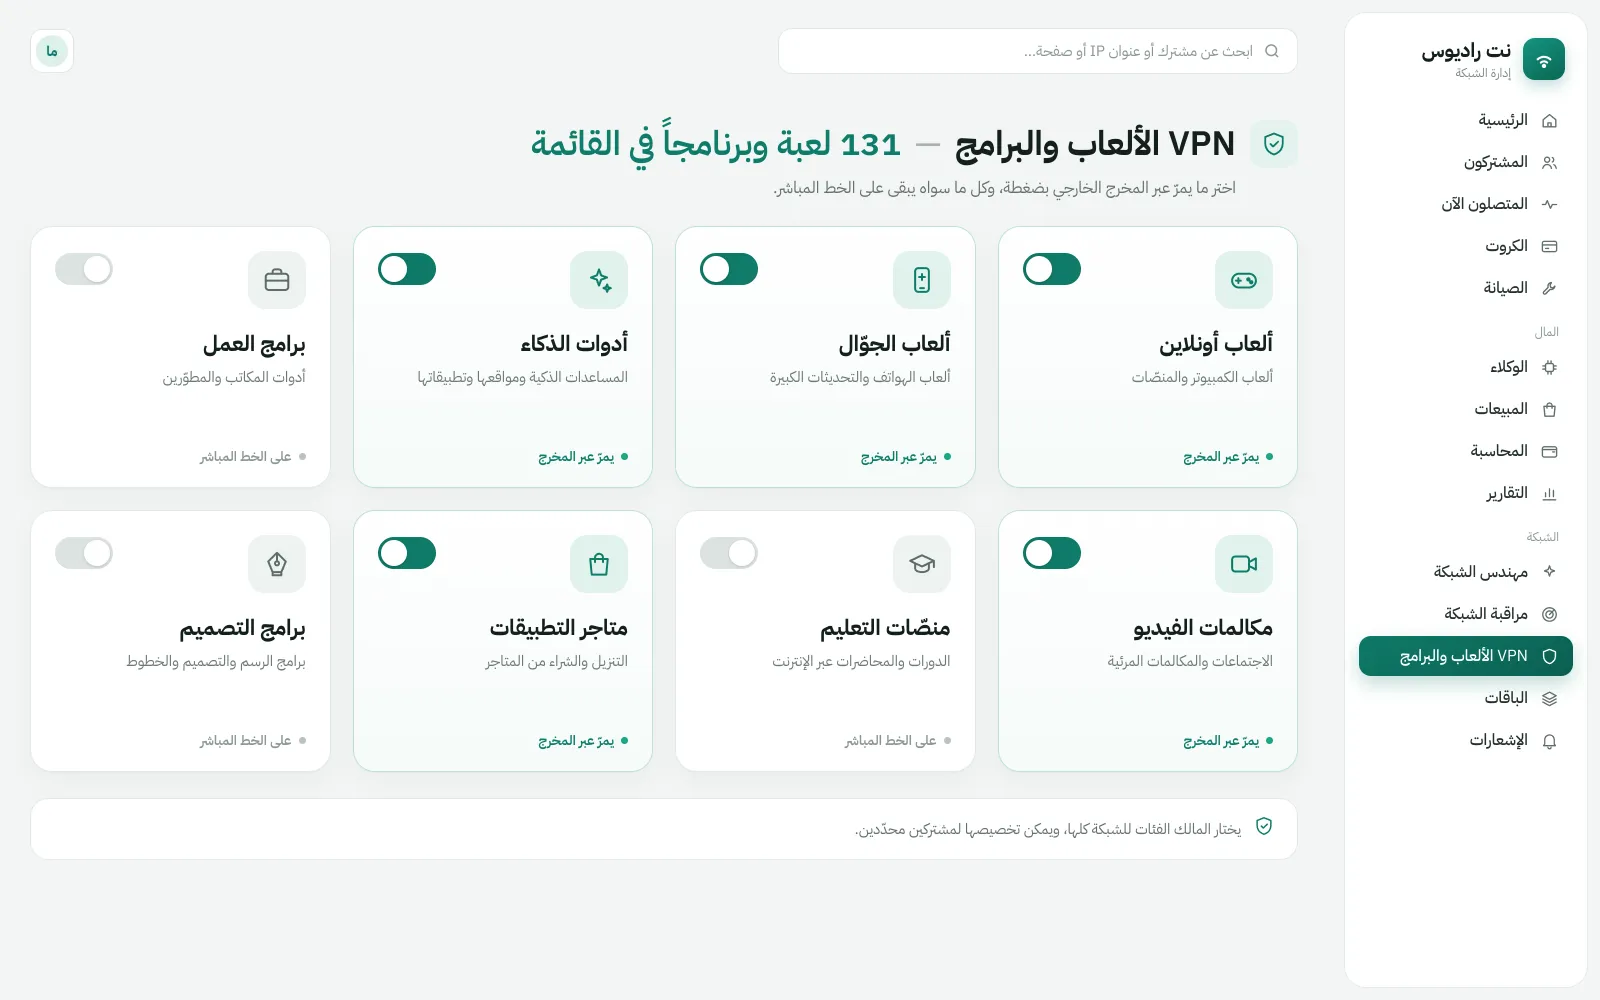 نت راديوس
إدارة الشبكة
الرئيسية
المشتركون
المتصلون الآن
الكروت
الصيانة
المال
الوكلاء
المبيعات
المحاسبة
التقارير
الشبكة
مهندس الشبكة
مراقبة الشبكة
VPN الألعاب والبرامج
الباقات
الإشعارات
ابحث عن مشترك أو عنوان IP أو صفحة...
ما
VPN الألعاب والبرامج — 131 لعبة وبرنامجاً في القائمة
اختر ما يمرّ عبر المخرج الخارجي بضغطة، وكل ما سواه يبقى على الخط المباشر.
ألعاب أونلاين
ألعاب الكمبيوتر والمنصّات
يمرّ عبر المخرج
ألعاب الجوّال
ألعاب الهواتف والتحديثات الكبيرة
يمرّ عبر المخرج
أدوات الذكاء
المساعدات الذكية ومواقعها وتطبيقاتها
يمرّ عبر المخرج
برامج العمل
أدوات المكاتب والمطوّرين
على الخط المباشر
مكالمات الفيديو
الاجتماعات والمكالمات المرئية
يمرّ عبر المخرج
منصّات التعليم
الدورات والمحاضرات عبر الإنترنت
على الخط المباشر
متاجر التطبيقات
التنزيل والشراء من المتاجر
يمرّ عبر المخرج
برامج التصميم
برامج الرسم والتصميم والخطوط
على الخط المباشر
يختار المالك الفئات للشبكة كلها، ويمكن تخصيصها لمشتركين محدّدين.